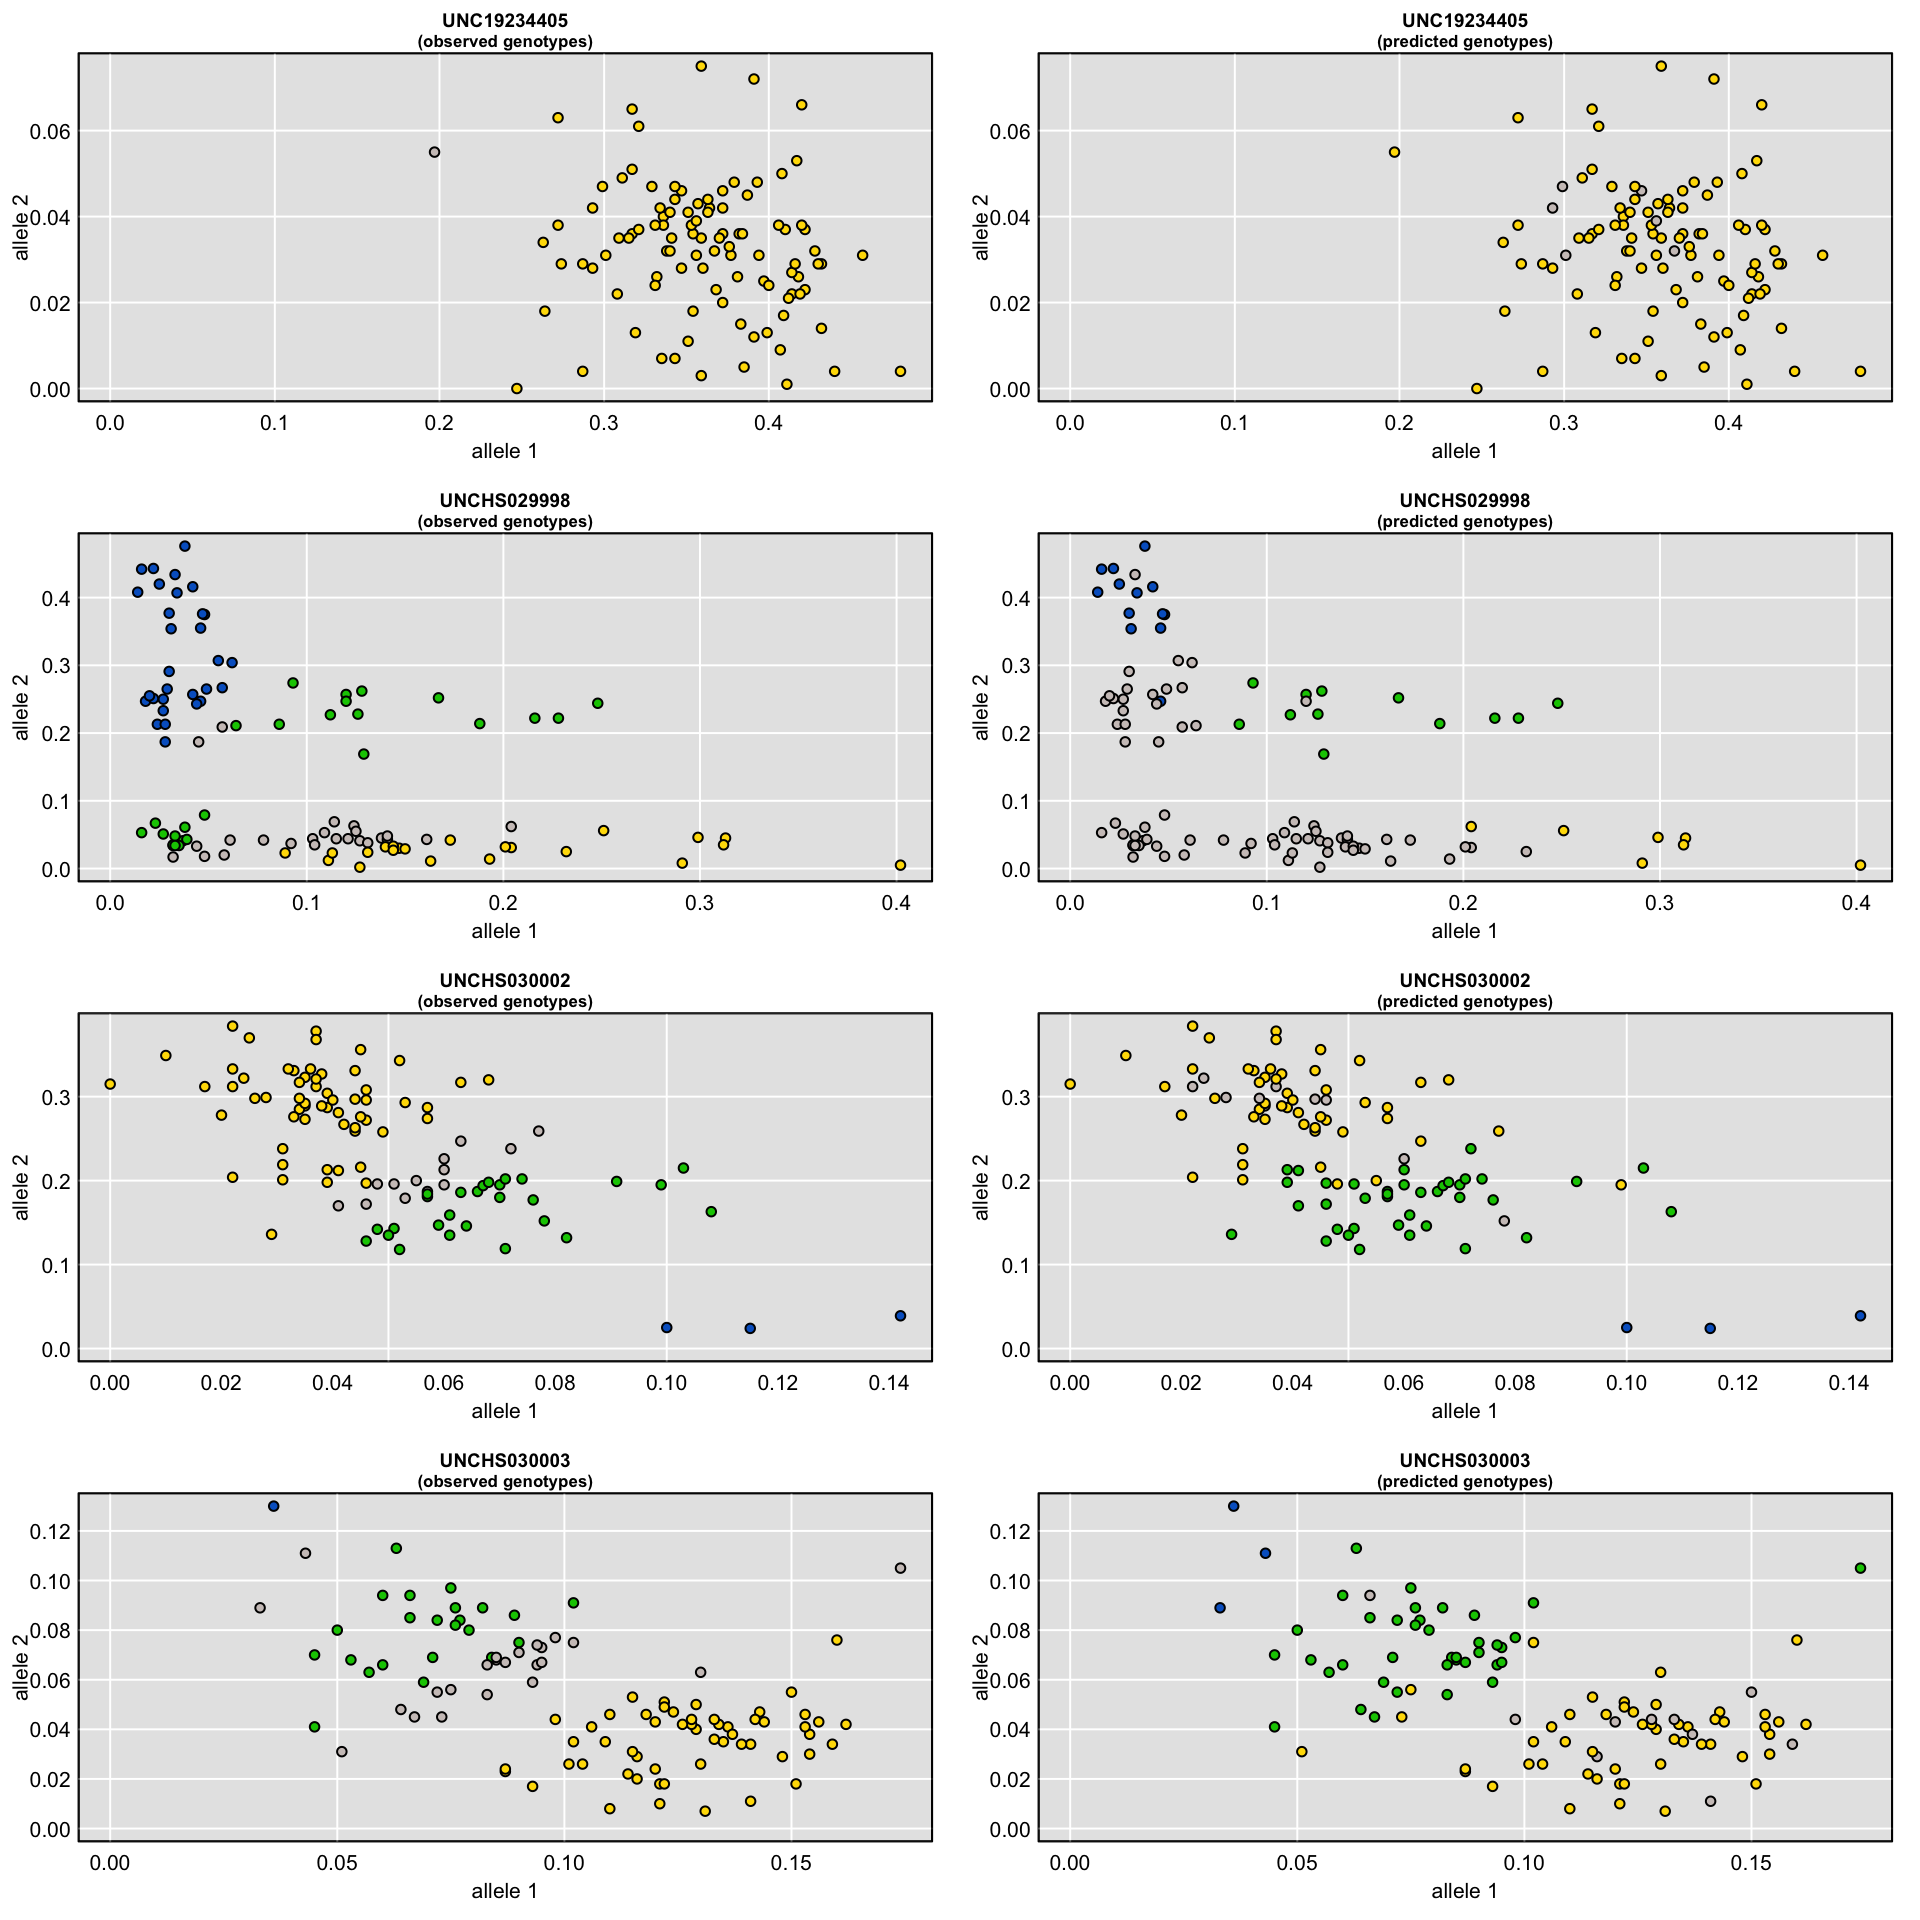 UNC19234405
(observed genotypes)
allele 2
0.06
0.04
0.02
0.00
0.0 0.1 0.2 0.3 0.4
allele 1
UNC19234405
(predicted genotypes)
allele 2
0.06
0.04
0.02
0.00
0.0 0.1 0.2 0.3 0.4
allele 1
UNCHS029998
(observed genotypes)
allele 2
0.4
0.3
0.2
0.1
0.0
0.0 0.1 0.2 0.3 0.4
allele 1
UNCHS029998
(predicted genotypes)
allele 2
0.4
0.3
0.2
0.1
0.0
0.0 0.1 0.2 0.3 0.4
allele 1
UNCHS030002
(observed genotypes)
allele 2
0.3
0.2
0.1
0.0
0.00 0.02 0.04 0.06 0.08 0.10 0.12 0.14
allele 1
UNCHS030002
(predicted genotypes)
allele 2
0.3
0.2
0.1
0.0
0.00 0.02 0.04 0.06 0.08 0.10 0.12 0.14
allele 1
UNCHS030003
(observed genotypes)
allele 2
0.12
0.10
0.08
0.06
0.04
0.02
0.00
0.00 0.05 0.10 0.15
allele 1
UNCHS030003
(predicted genotypes)
allele 2
0.12
0.10
0.08
0.06
0.04
0.02
0.00
0.00 0.05 0.10 0.15
allele 1